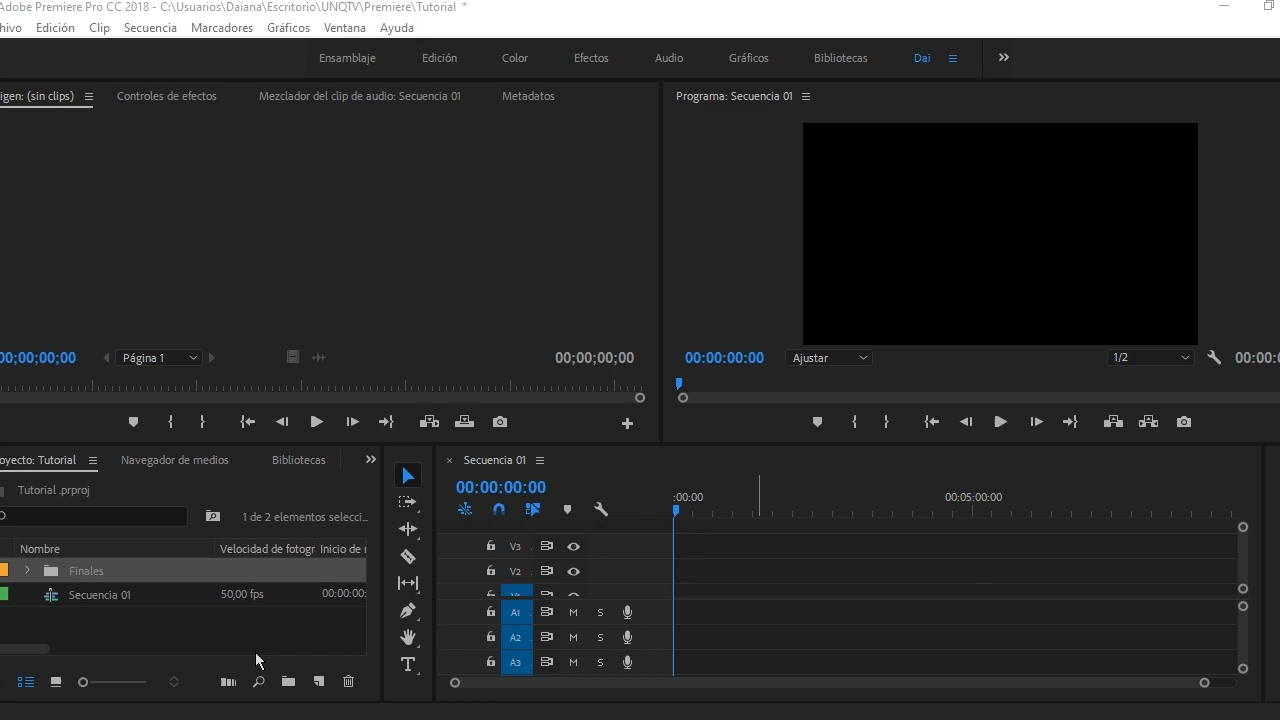 Adobe Premiere Pro CC 2018 - C:\Usuarios\Daiana\Escritorio\UNQTV\Premiere\Tutorial *
hivo Edición Clip Secuencia Marcadores Gráficos Ventana Ayuda
Ensamblaje Edición Color Efectos Audio Gráficos Bibliotecas Dai
igen: (sin clips) Controles de efectos Mezclador del clip de audio: Secuencia 01 Metadatos
Programa: Secuencia 01
00;00;00;00 Página 1 00;00;00;00
00:00:00:00 Ajustar 1/2 00:00:
oyecto: Tutorial Navegador de medios Bibliotecas
Tutorial.prproj
1 de 2 elementos selecci...
Nombre Velocidad de fotogr Inicio de
Finales
Secuencia 01 50,00 fps 00:00:00:
× Secuencia 01
00:00:00:00
:00:00 00:05:00:00
V3
V2
A1 M S
A2 M S
A3 M S